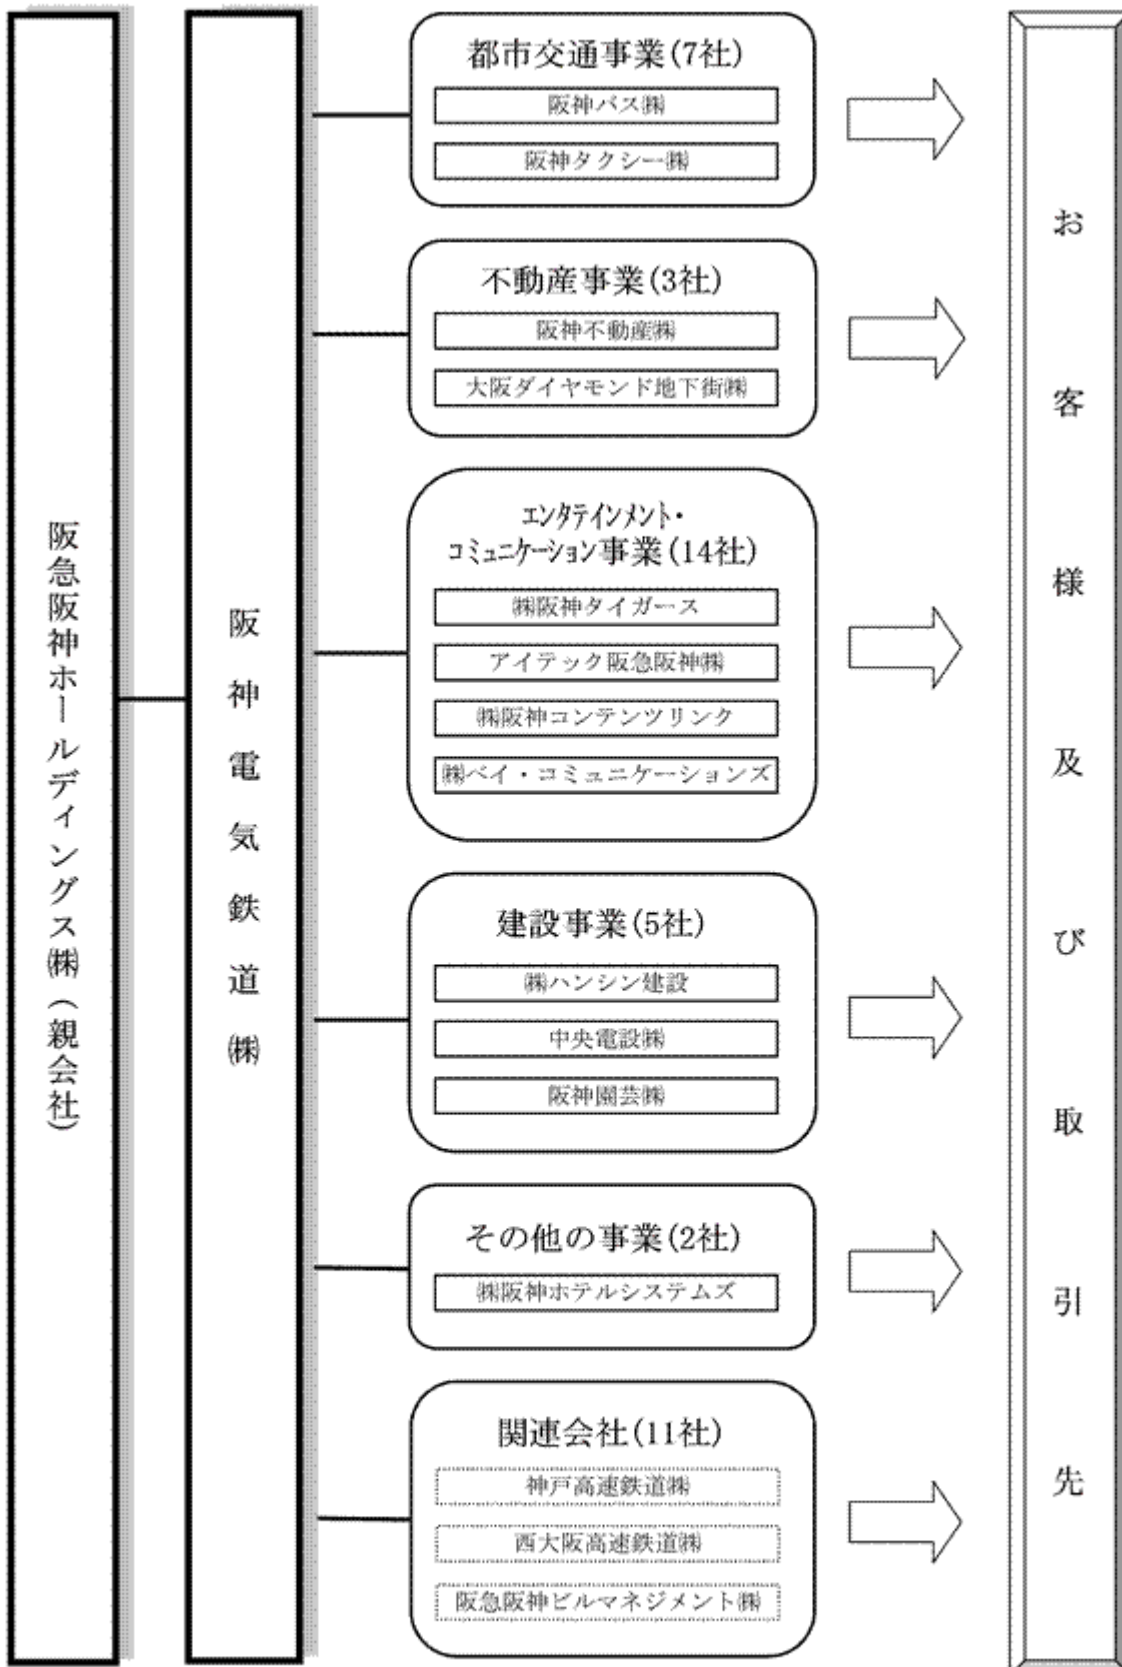 阪急阪神ホールディングス㈱（親会社）
阪神電気鉄道㈱
都市交通事業(7社)
阪神バス㈱
阪神タクシー㈱
不動産事業(3社)
阪神不動産㈱
大阪ダイヤモンド地下街㈱
エンタテインメント・
コミュニケーション事業(14社)
㈱阪神タイガース
アイテック阪急阪神㈱
㈱阪神コンテンツリンク
㈱ベイ・コミュニケーションズ
建設事業(5社)
㈱ハンシン建設
中央電設㈱
阪神園芸㈱
その他の事業(2社)
㈱阪神ホテルシステムズ
関連会社(11社)
神戸高速鉄道㈱
西大阪高速鉄道㈱
阪急阪神ビルマネジメント㈱
お客様及び取引先